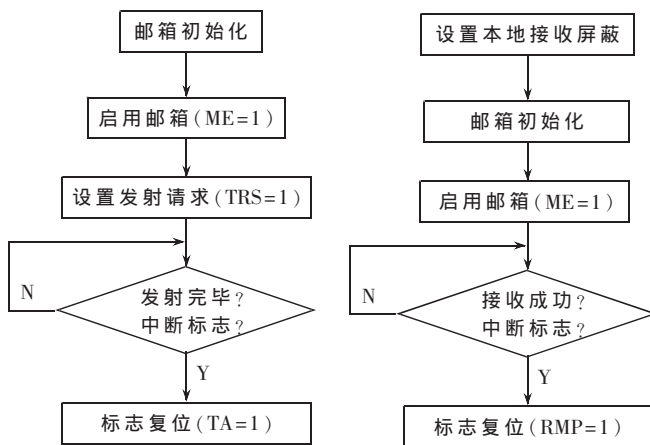 邮箱初始化
启用邮箱(ME=1)
设置发射请求(TRS=1)
N
发射完毕?
中断标志?
Y
标志复位(TA=1)
设置本地接收屏蔽
邮箱初始化
启用邮箱(ME=1)
N
接收成功?
中断标志?
Y
标志复位(RMP=1)